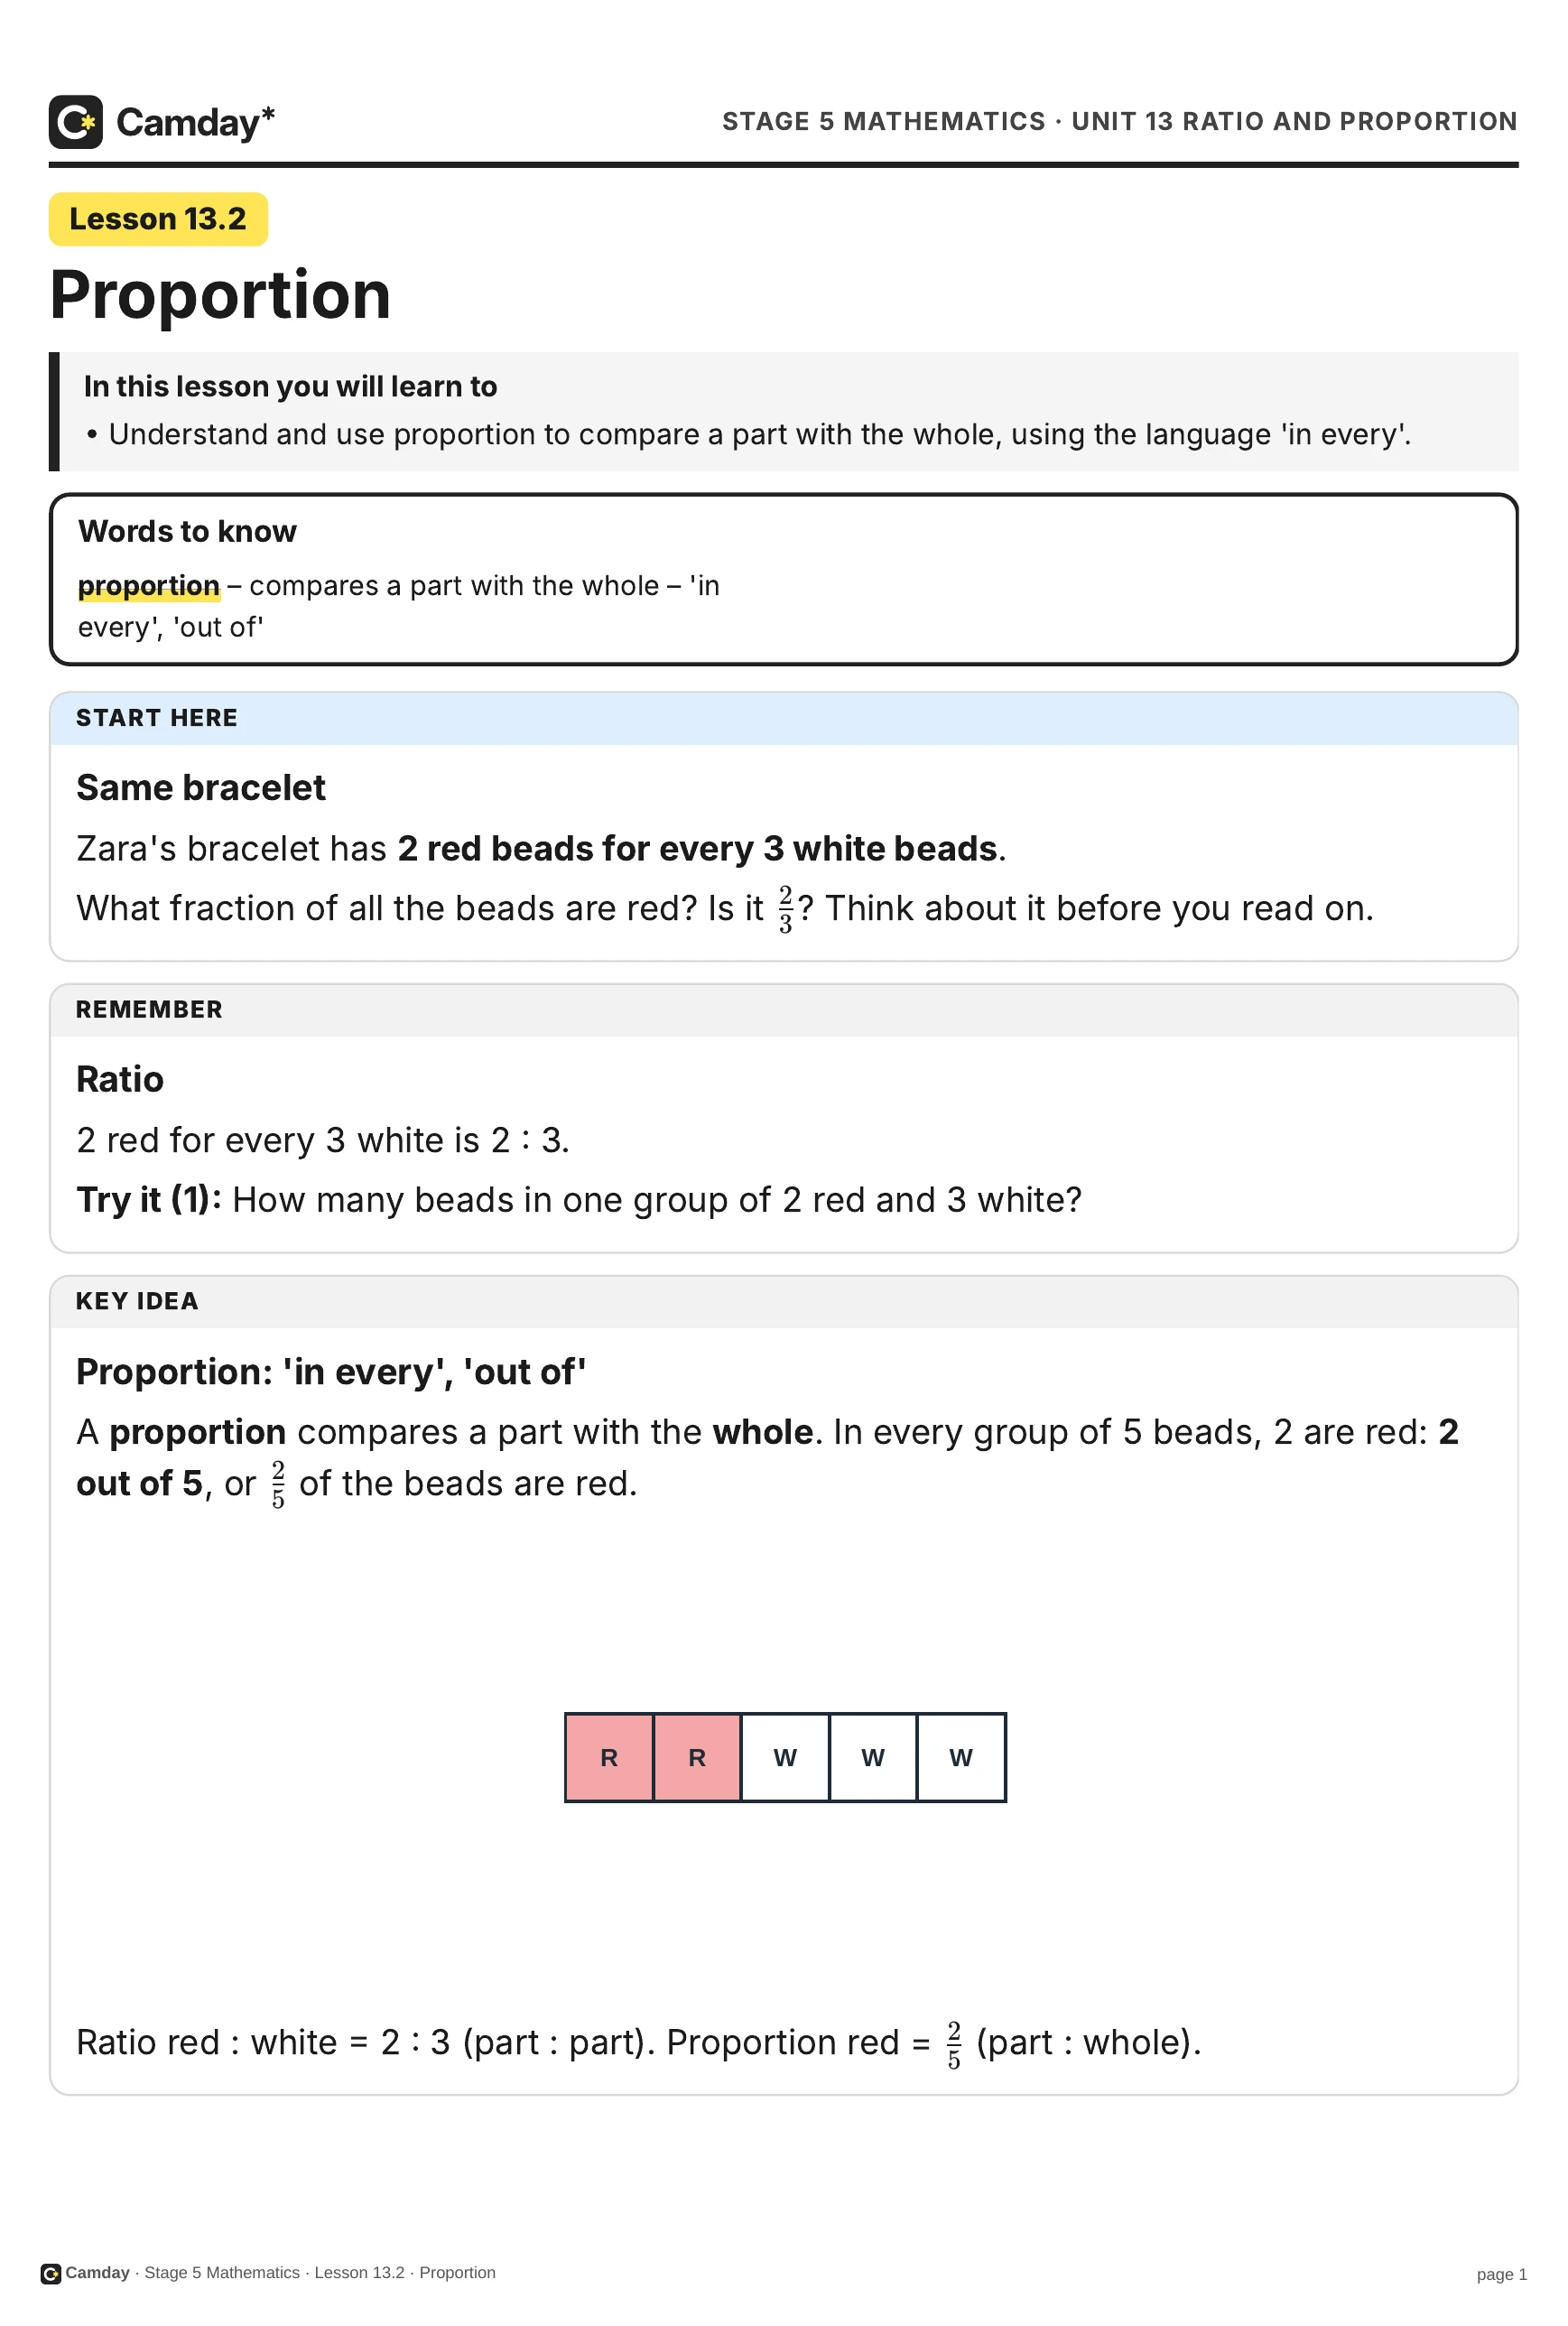 Camday*
STAGE 5 MATHEMATICS · UNIT 13 RATIO AND PROPORTION
Lesson 13.2
Proportion
In this lesson you will learn to
• Understand and use proportion to compare a part with the whole, using the language 'in every'.
Words to know
proportion – compares a part with the whole – 'in
every', 'out of'
START HERE
Same bracelet
Zara's bracelet has 2 red beads for every 3 white beads.
What fraction of all the beads are red? Is it 2/3? Think about it before you read on.
REMEMBER
Ratio
2 red for every 3 white is 2 : 3.
Try it (1): How many beads in one group of 2 red and 3 white?
KEY IDEA
Proportion: 'in every', 'out of'
A proportion compares a part with the whole. In every group of 5 beads, 2 are red: 2
out of 5, or 2/5 of the beads are red.
R R W W W
Ratio red : white = 2 : 3 (part : part). Proportion red = 2/5 (part : whole).
Camday · Stage 5 Mathematics · Lesson 13.2 · Proportion
page 1